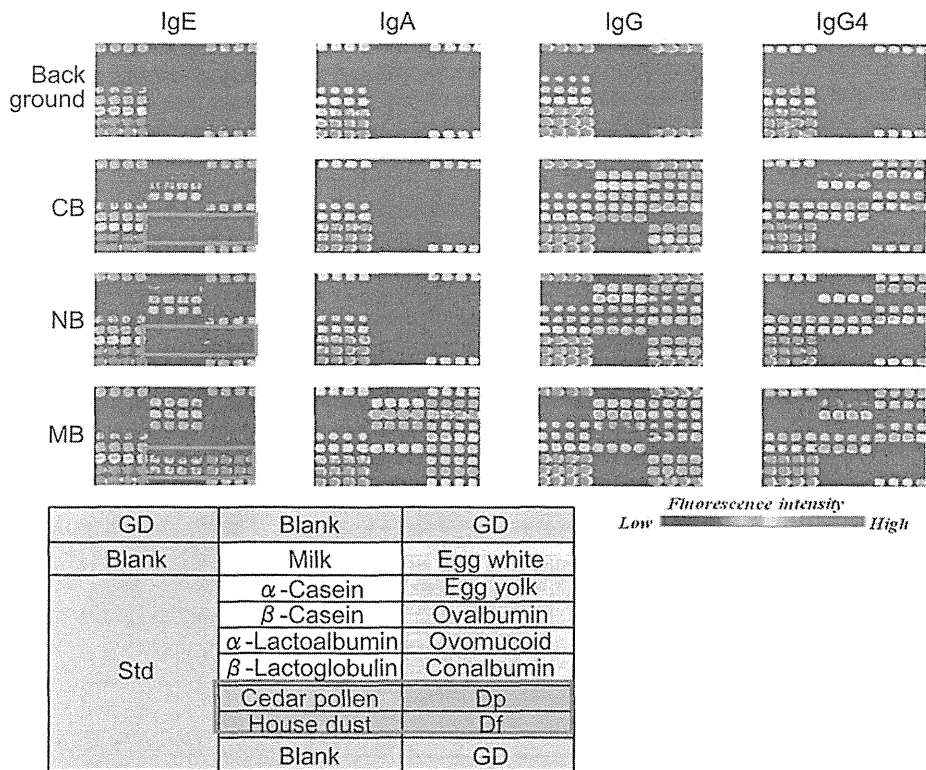 IgE IgA IgG IgG4
Back
ground
CB
NB
MB
Fluorescence intensity
Low High
GD Blank GD
Blank Milk Egg white
Std
α-Casein Egg yolk
β-Casein Ovalbumin
α-Lactoalbumin Ovomucoid
β-Lactoglobulin Conalbumin
Cedar pollen Dp
House dust Df
Blank GD